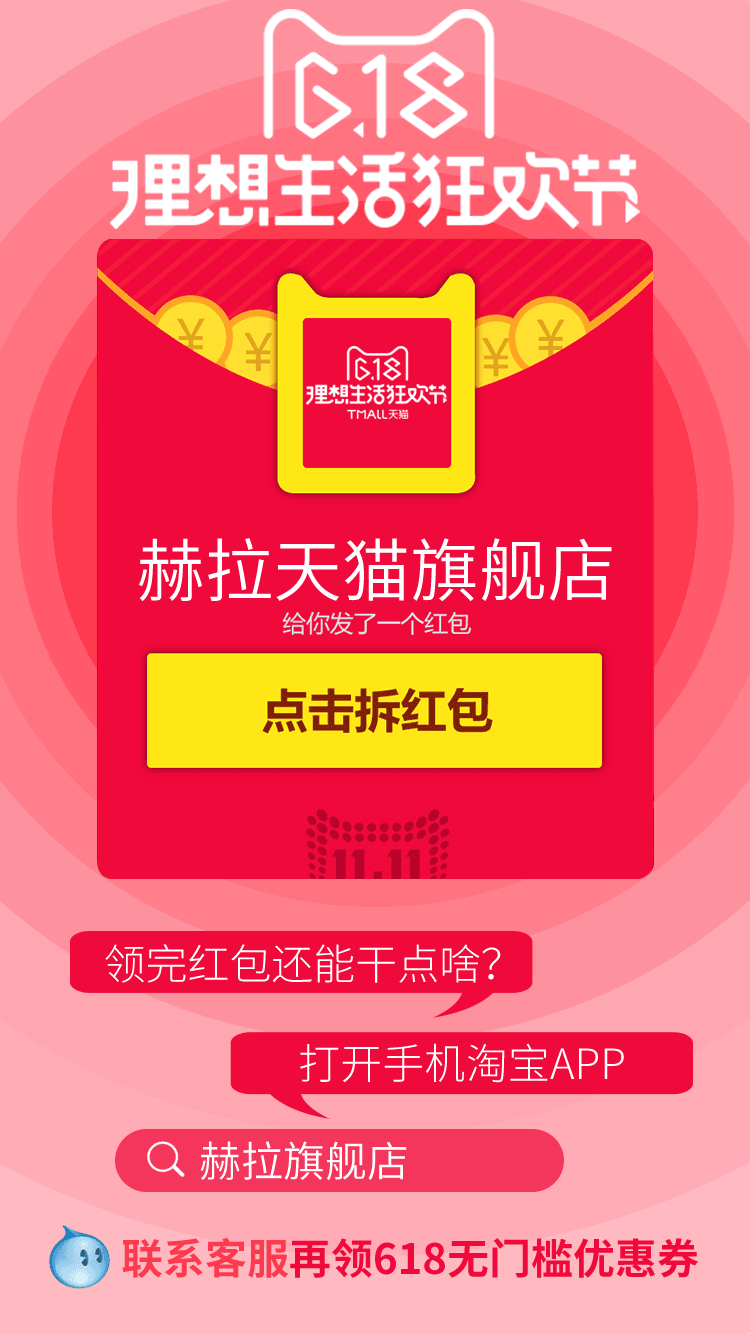 6.18
理想生活狂欢节
¥ ¥ ¥ ¥
6.18
理想生活狂欢节
TMALL天猫
赫拉天猫旗舰店
给你发了一个红包
点击拆红包
11.11
领完红包还能干点啥?
打开手机淘宝APP
赫拉旗舰店
联系客服再领618无门槛优惠券